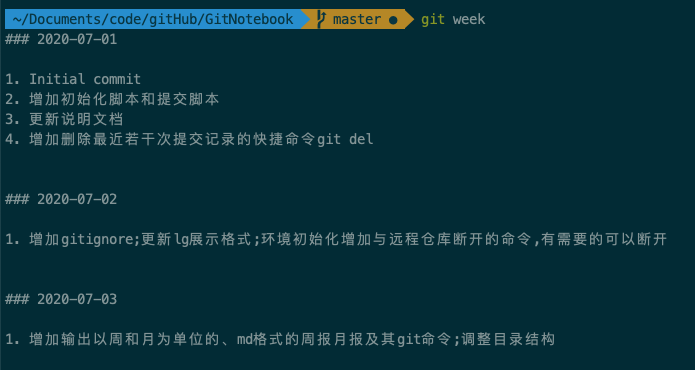 ~/Documents/code/gitHub/GitNotebook master ● git week
### 2020-07-01
1. Initial commit
2. 增加初始化脚本和提交脚本
3. 更新说明文档
4. 增加删除最近若干次提交记录的快捷命令git del
### 2020-07-02
1. 增加gitignore;更新lg展示格式;环境初始化增加与远程仓库断开的命令,有需要的可以断开
### 2020-07-03
1. 增加输出以周和月为单位的、md格式的周报月报及其git命令;调整目录结构